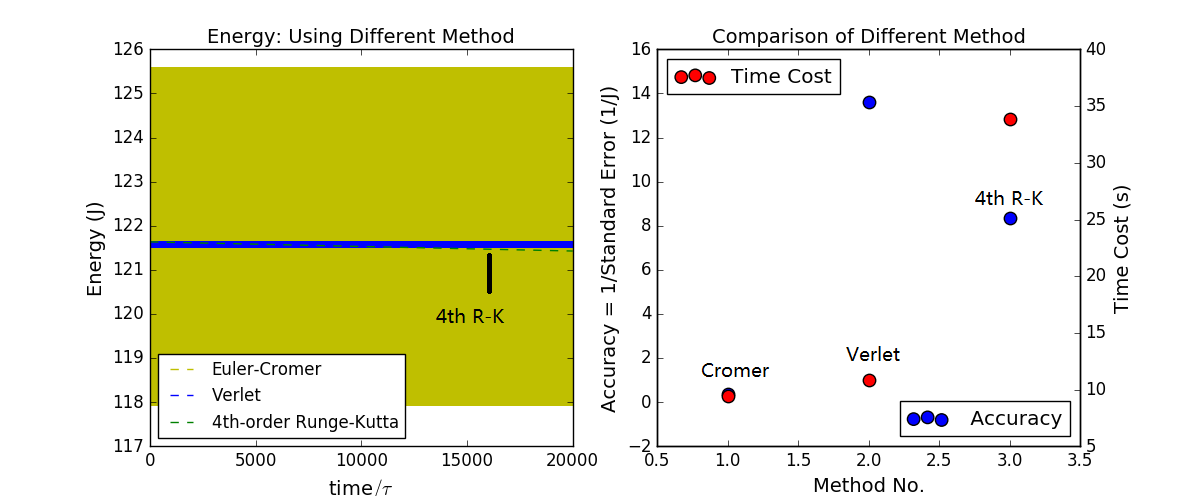 Energy: Using Different Method
126
125
124
123
122
121
120
119
118
117
Energy (J)
4th R-K
Euler-Cromer
Verlet
4th-order Runge-Kutta
0 5000 10000 15000 20000
time/τ
Comparison of Different Method
16
14
12
10
8
6
4
2
0
−2
Accuracy = 1/Standard Error (1/J)
Time Cost
4th R-K
Verlet
Cromer
Accuracy
40
35
30
25
20
15
10
5
Time Cost (s)
0.5 1.0 1.5 2.0 2.5 3.0 3.5
Method No.